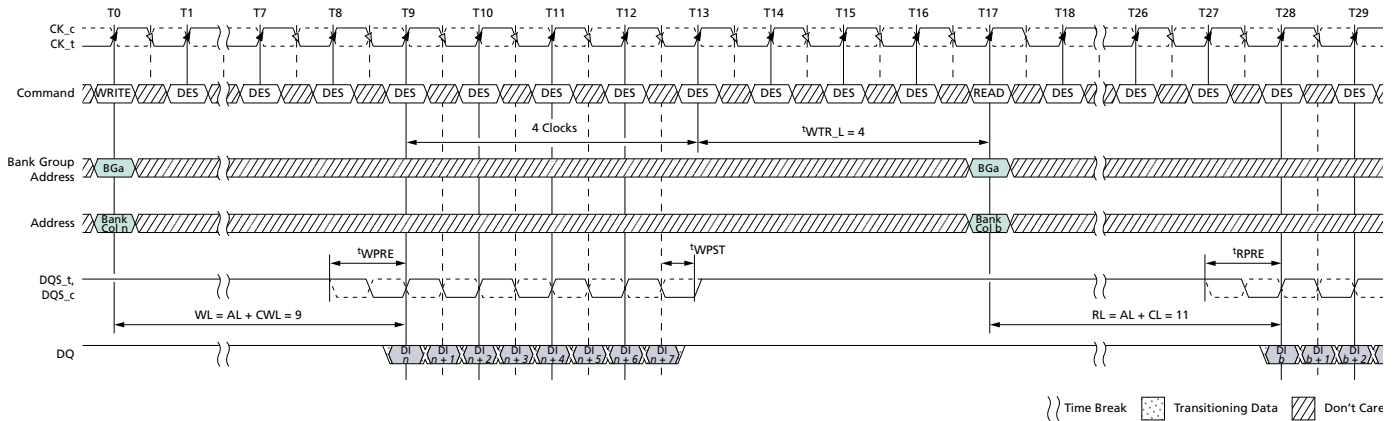 T0 T1 T7 T8 T9 T10 T11 T12 T13 T14 T15 T16 T17 T18 T26 T27 T28 T29
CK_c
CK_t
Command WRITE DES DES DES DES DES DES DES DES DES DES DES READ DES DES DES DES DES
4 Clocks tWTR_L = 4
Bank Group
Address BGa BGa
Address Bank
Col n Bank
Col b
tWPRE tWPST tRPRE
DQS_t,
DQS_c
WL = AL + CWL = 9 RL = AL + CL = 11
DQ DI
n DI
n + 1 DI
n + 2 DI
n + 3 DI
n + 4 DI
n + 5 DI
n + 6 DI
n + 7 DI
b DI
b + 1 DI
b + 2
Time Break Transitioning Data Don't Care